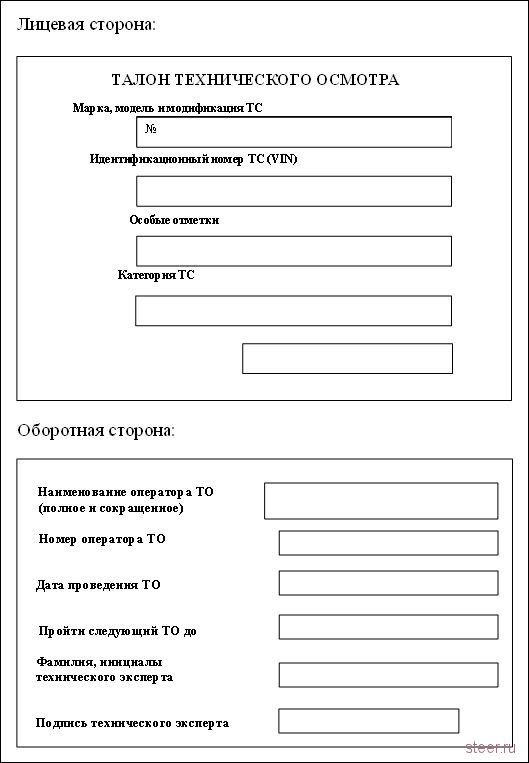 Лицевая сторона:
ТАЛОН ТЕХНИЧЕСКОГО ОСМОТРА
Марка, модель и модификация ТС
№
Идентификационный номер ТС (VIN)
Особые отметки
Категория ТС
Оборотная сторона:
Наименование оператора ТО
(полное и сокращенное)
Номер оператора ТО
Дата проведения ТО
Пройти следующий ТО до
Фамилия, инициалы
технического эксперта
Подпись технического эксперта
steer.ru